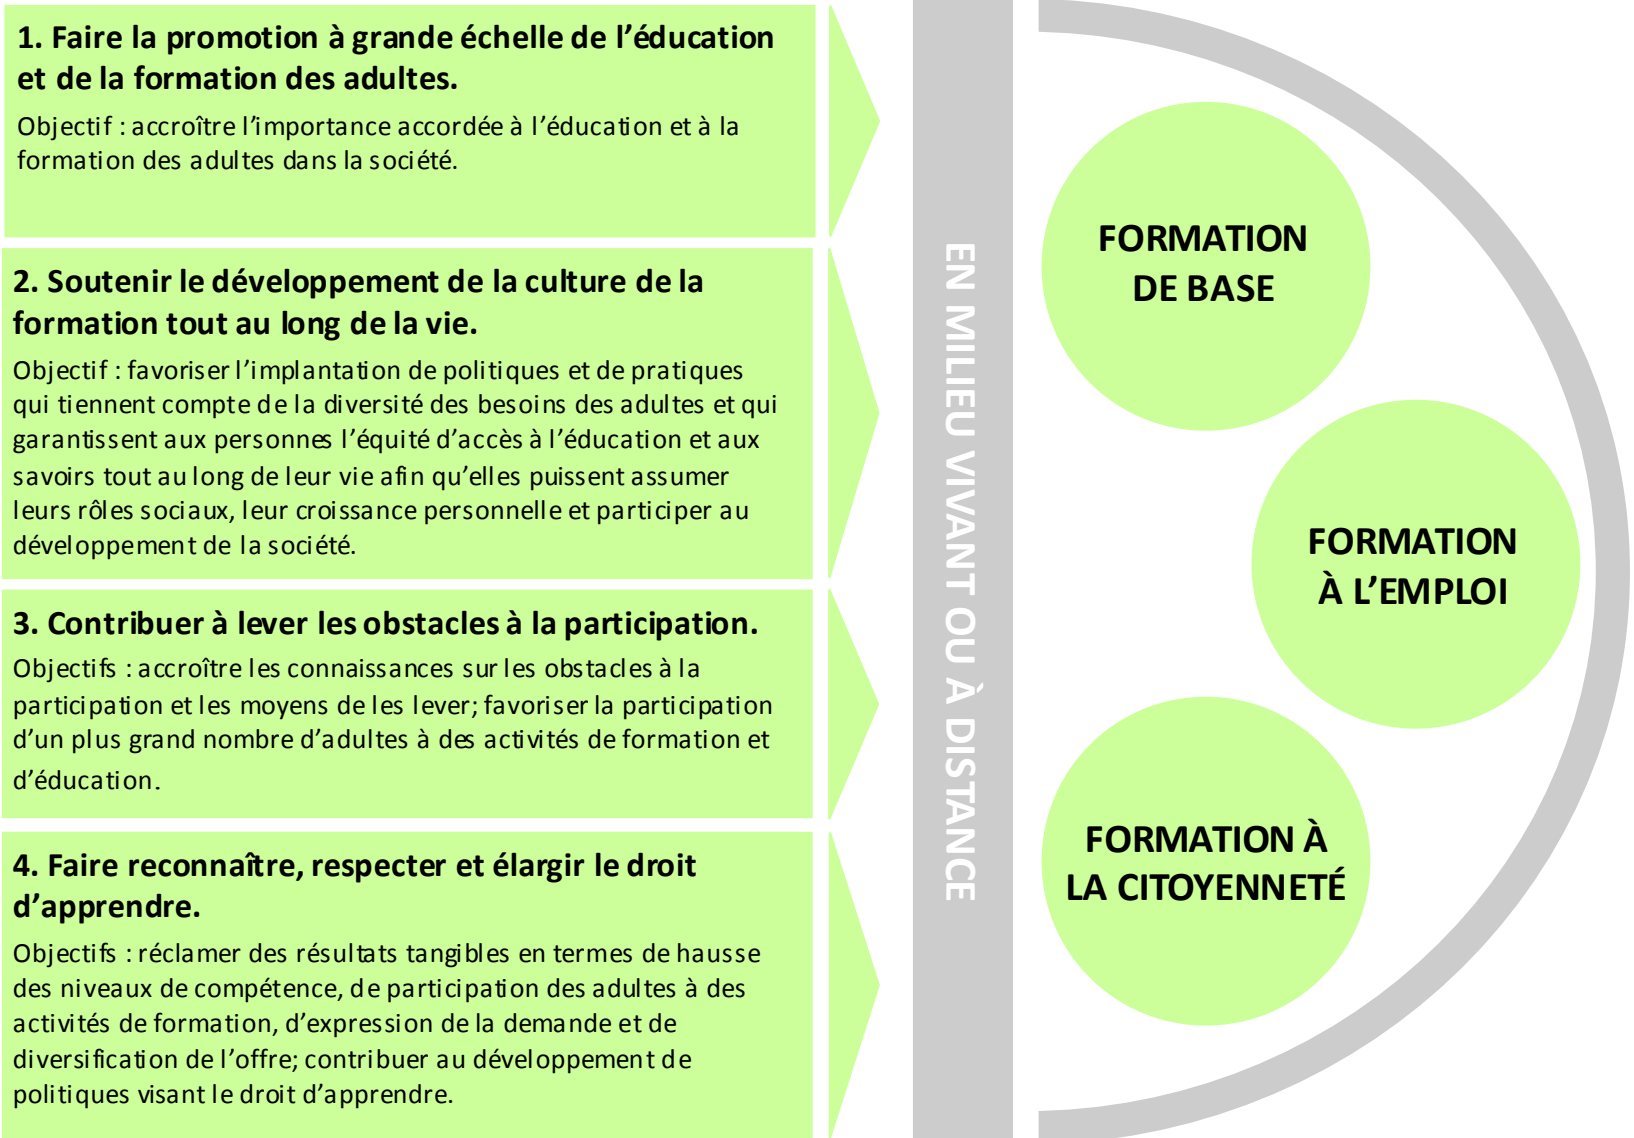 1. Faire la promotion à grande échelle de l’éducation
et de la formation des adultes.
Objectif : accroître l’importance accordée à l’éducation et à la
formation des adultes dans la société.
2. Soutenir le développement de la culture de la
formation tout au long de la vie.
Objectif : favoriser l’implantation de politiques et de pratiques
qui tiennent compte de la diversité des besoins des adultes et qui
garantissent aux personnes l’équité d’accès à l’éducation et aux
savoirs tout au long de leur vie afin qu’elles puissent assumer
leurs rôles sociaux, leur croissance personnelle et participer au
développement de la société.
3. Contribuer à lever les obstacles à la participation.
Objectifs : accroître les connaissances sur les obstacles à la
participation et les moyens de les lever; favoriser la participation
d’un plus grand nombre d’adultes à des activités de formation et
d’éducation.
4. Faire reconnaître, respecter et élargir le droit
d’apprendre.
Objectifs : réclamer des résultats tangibles en termes de hausse
des niveaux de compétence, de participation des adultes à des
activités de formation, d’expression de la demande et de
diversification de l’offre; contribuer au développement de
politiques visant le droit d’apprendre.
EN MILIEU VIVANT OU À DISTANCE
FORMATION
DE BASE
FORMATION
À L’EMPLOI
FORMATION À
LA CITOYENNETÉ